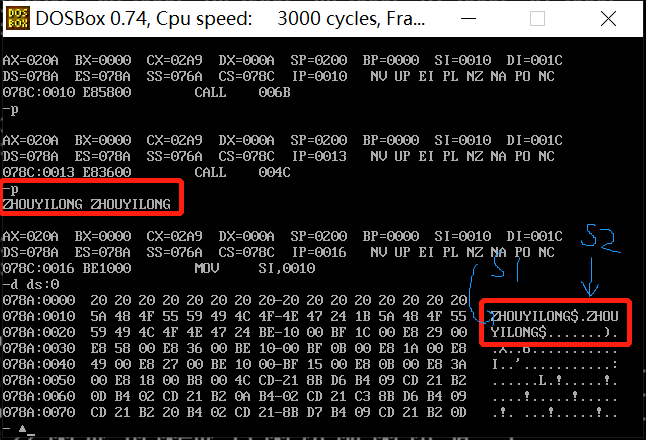 DOSBox 0.74, Cpu speed: 3000 cycles, Fra...
AX=020A BX=0000 CX=02A9 DX=000A SP=0200 BP=0000 SI=0010 DI=001C
DS=078A ES=078A SS=076A CS=078C IP=0010 NV UP EI PL NZ NA PO NC
078C:0010 E85800 CALL 006B
-p
AX=020A BX=0000 CX=02A9 DX=000A SP=0200 BP=0000 SI=0010 DI=001C
DS=078A ES=078A SS=076A CS=078C IP=0013 NV UP EI PL NZ NA PO NC
078C:0013 E83600 CALL 004C
-p
ZHOUYILONG ZHOUYILONG
AX=020A BX=0000 CX=02A9 DX=000A SP=0200 BP=0000 SI=0010 DI=001C
DS=078A ES=078A SS=076A CS=078C IP=0016 NV UP EI PL NZ NA PO NC
S1 S2
078C:0016 BE1000 MOV SI,0010
-d ds:0
078A:0000 20 20 20 20 20 20 20 20-20 20 20 20 20 20 20 20
078A:0010 5A 48 4F 55 59 49 4C 4F-4E 47 24 1B 5A 48 4F 55 ZHOUYILONG$.ZHOU
078A:0020 59 49 4C 4F 4E 47 24 BE-10 00 BF 1C 00 E8 29 00 YILONG$.......).
078A:0030 E8 58 00 E8 36 00 BE 10-00 BF 0B 00 E8 1A 00 E8 .X..6...........
078A:0040 49 00 E8 27 00 BE 10 00-BF 15 00 E8 0B 00 E8 3A I..'...........:
078A:0050 00 E8 18 00 B8 00 4C CD-21 8B D6 B4 09 CD 21 B2 ......L.!.....!.
078A:0060 0D B4 02 CD 21 B2 0A B4-02 CD 21 C3 8B D6 B4 09 ....!.....!.....
078A:0070 CD 21 B2 20 B4 02 CD 21-8B D7 B4 09 CD 21 B2 0D .!. ...!.....!..
-